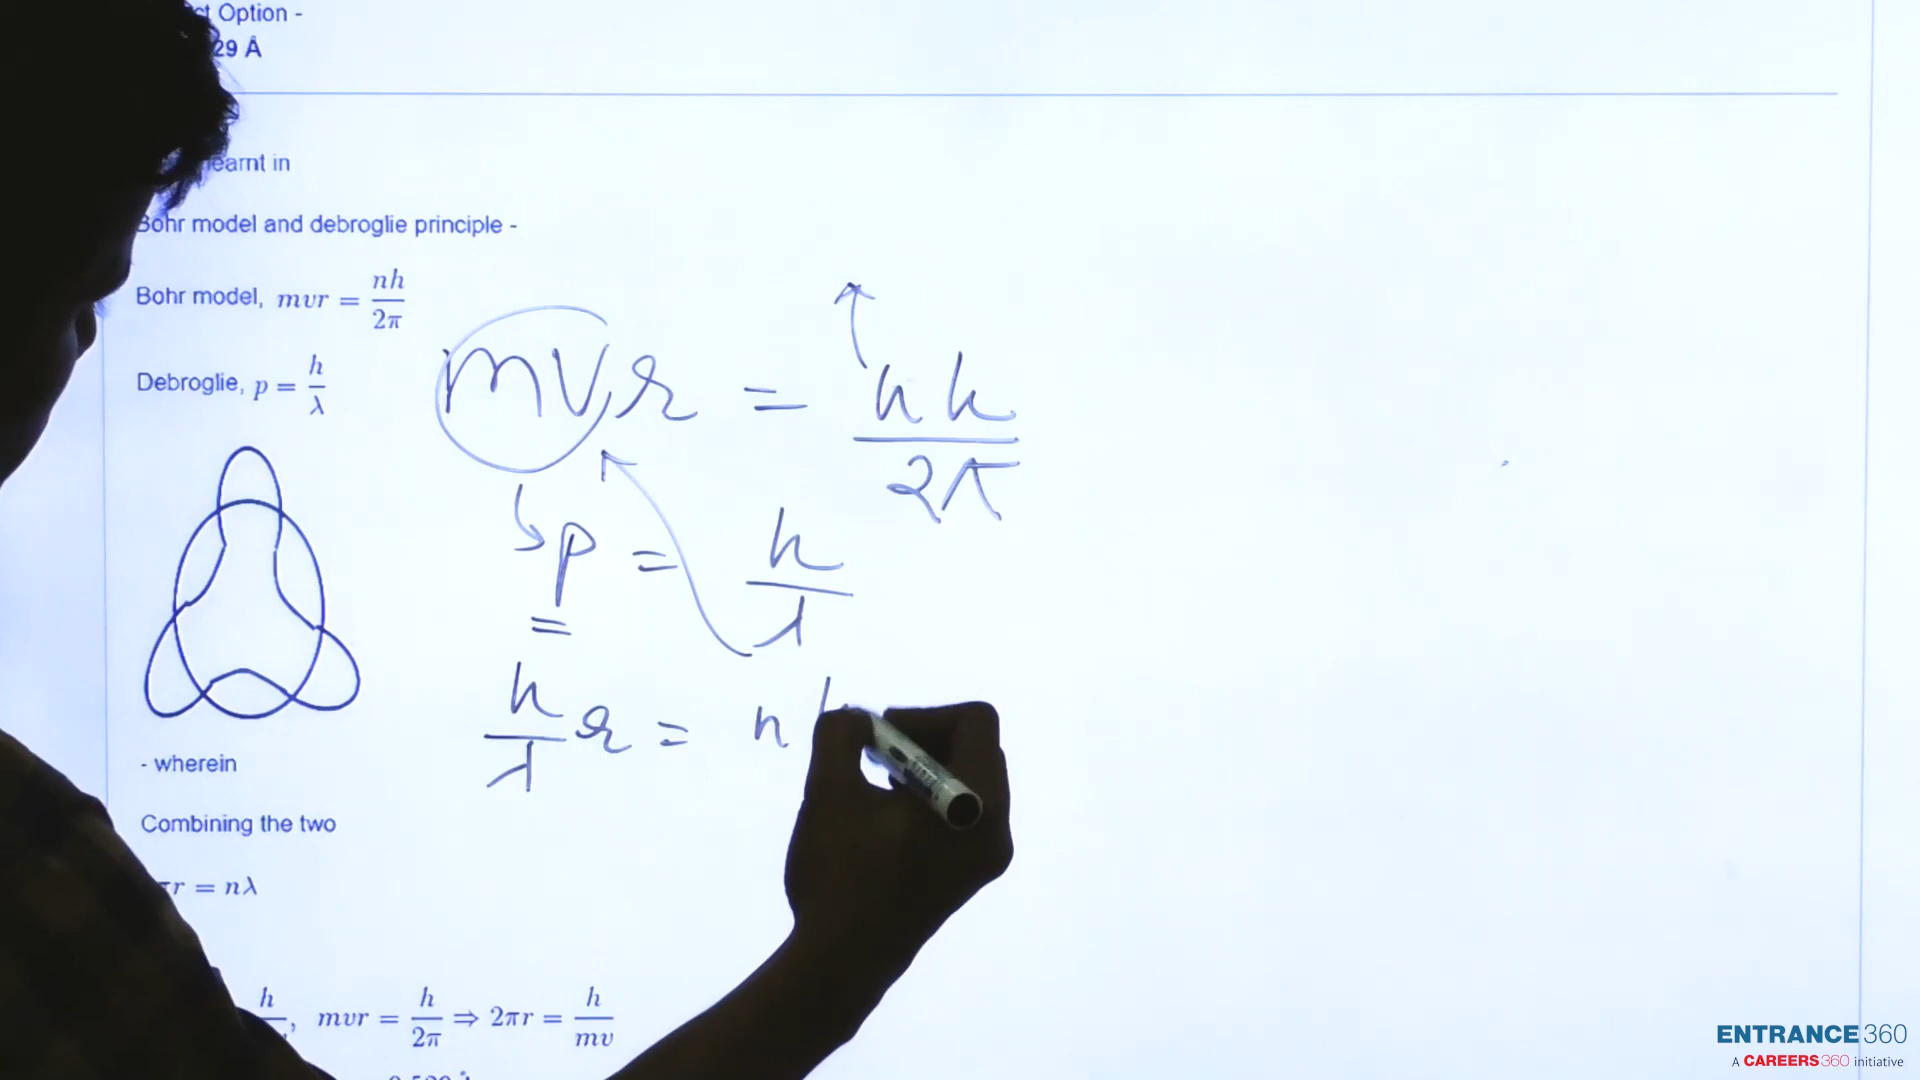 Option -
29 Å
earnt in
Bohr model and debroglie principle -
Bohr model, mvr = nh/2π
Debroglie, p = h/λ
mvr = nh/2π
p = h/λ
=
h/λ r = n
- wherein
Combining the two
r = nλ
h, mvr = h/2π ⇒ 2πr = h/mv
ENTRANCE360
A CAREERS360 initiative